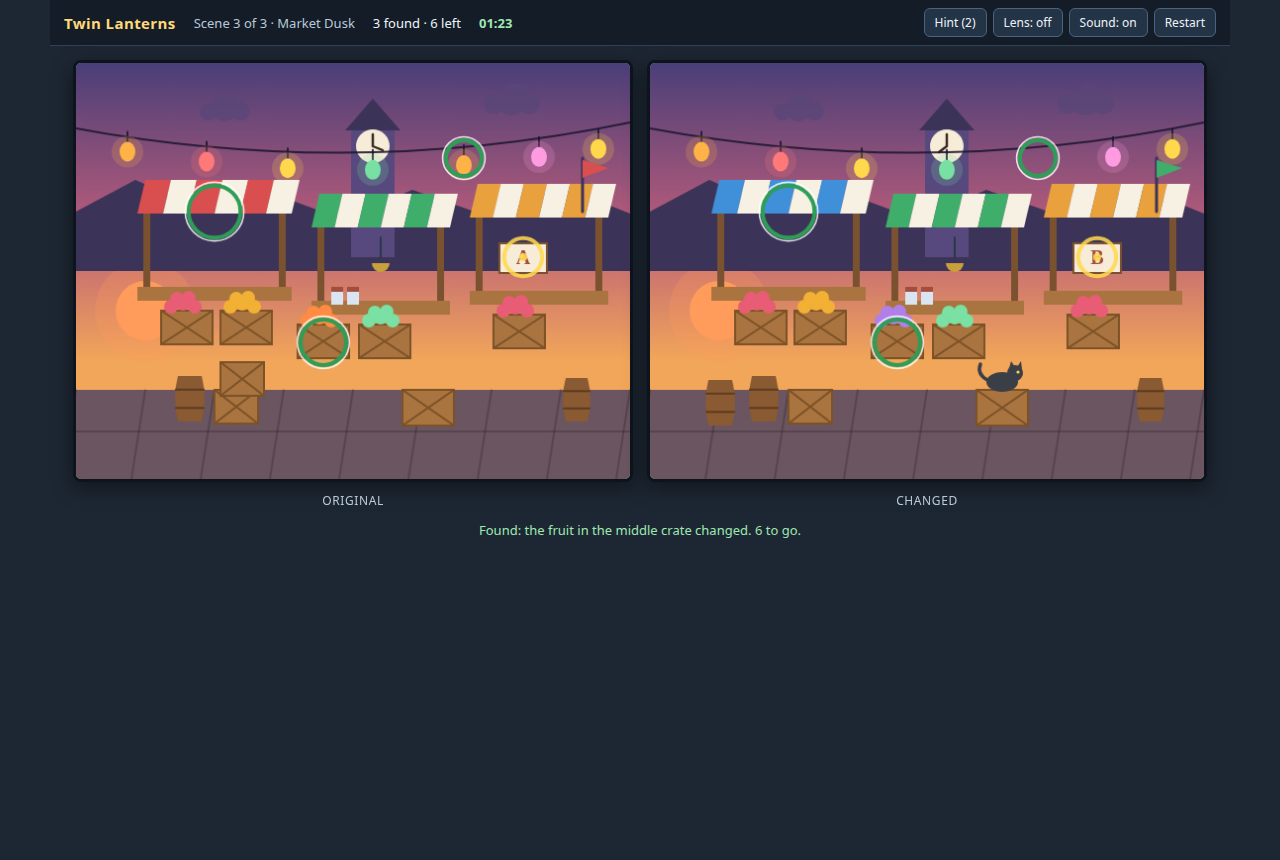 Twin Lanterns
Scene 3 of 3 · Market Dusk
3 found · 6 left
01:23
Hint (2)
Lens: off
Sound: on
Restart
A
B
ORIGINAL
CHANGED
Found: the fruit in the middle crate changed. 6 to go.